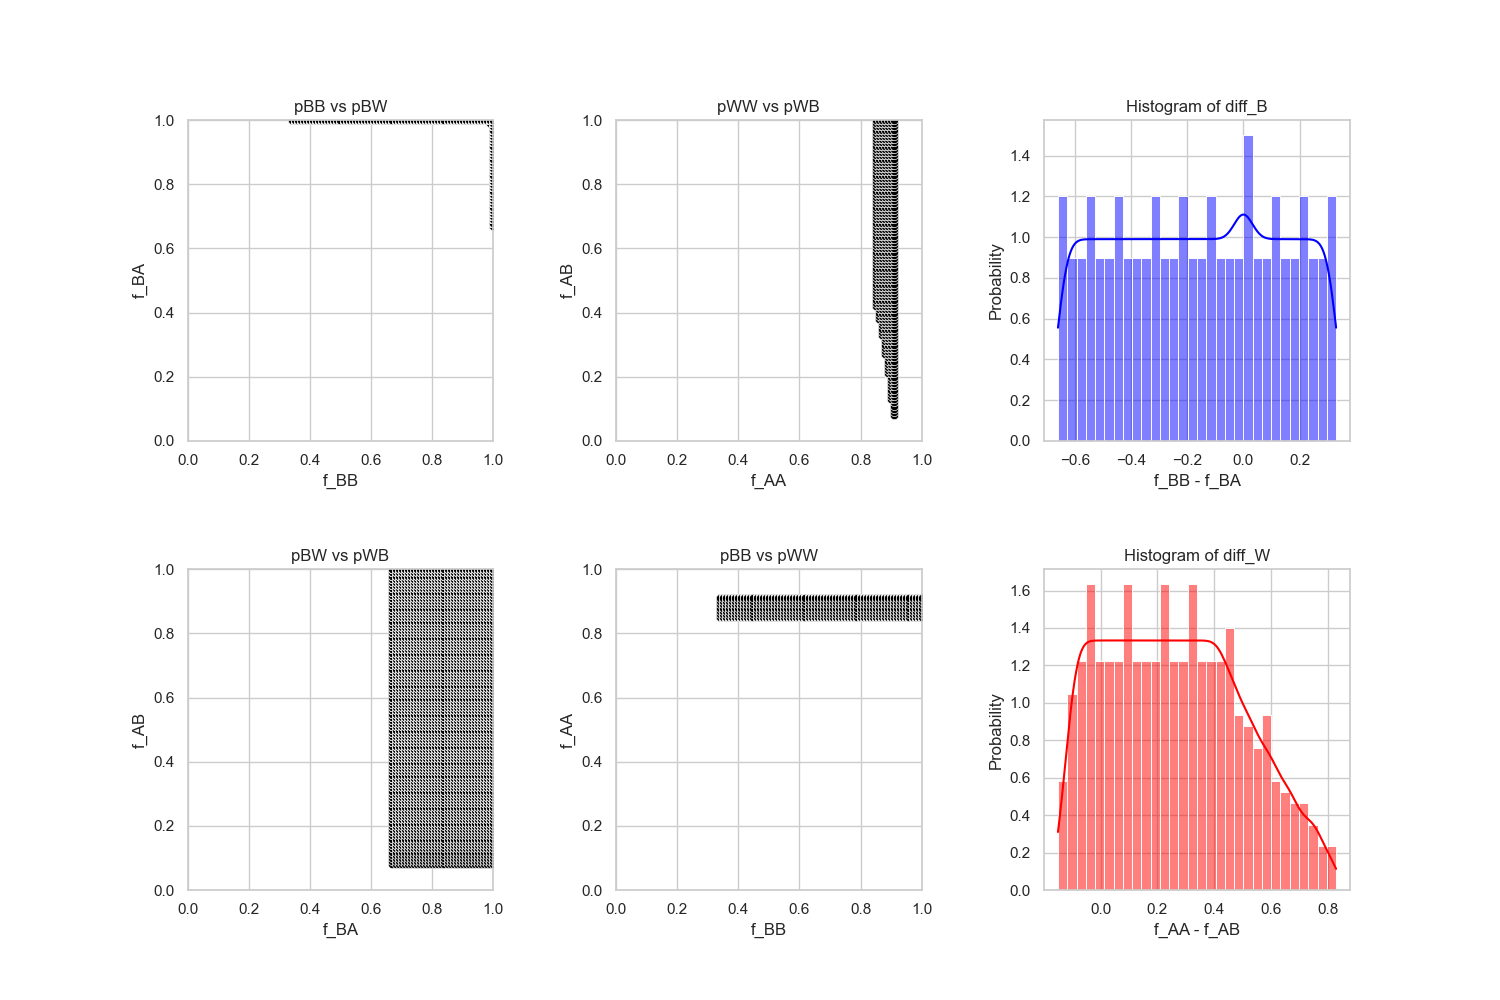 pBB vs pBW
1.0
0.8
0.6
0.4
0.2
0.0
f_BA
0.0 0.2 0.4 0.6 0.8 1.0
f_BB
pWW vs pWB
1.0
0.8
0.6
0.4
0.2
0.0
f_AB
0.0 0.2 0.4 0.6 0.8 1.0
f_AA
Histogram of diff_B
1.4
1.2
1.0
0.8
0.6
0.4
0.2
0.0
Probability
−0.6 −0.4 −0.2 0.0 0.2
f_BB - f_BA
pBW vs pWB
1.0
0.8
0.6
0.4
0.2
0.0
f_AB
0.0 0.2 0.4 0.6 0.8 1.0
f_BA
pBB vs pWW
1.0
0.8
0.6
0.4
0.2
0.0
f_AA
0.0 0.2 0.4 0.6 0.8 1.0
f_BB
Histogram of diff_W
1.6
1.4
1.2
1.0
0.8
0.6
0.4
0.2
0.0
Probability
0.0 0.2 0.4 0.6 0.8
f_AA - f_AB